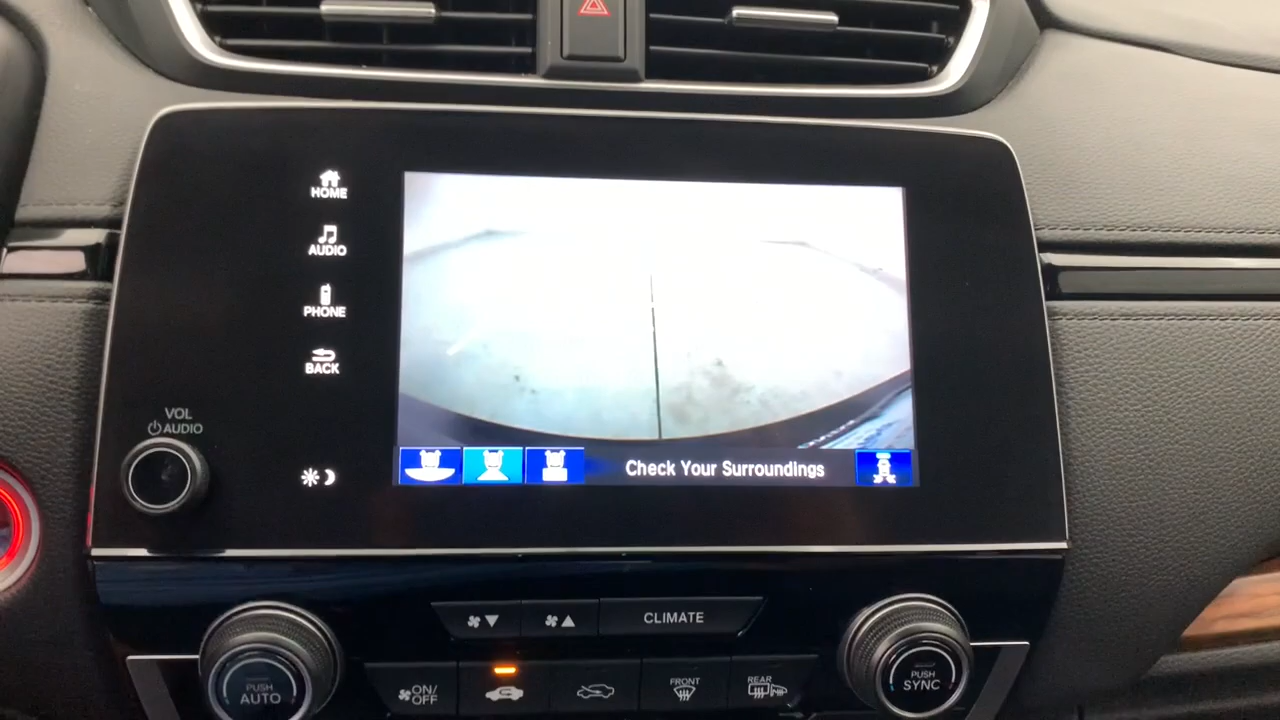 HOME
AUDIO
PHONE
BACK
VOL
AUDIO
Check Your Surroundings
CLIMATE
PUSH
AUTO
ON/
OFF
FRONT
REAR
PUSH
SYNC